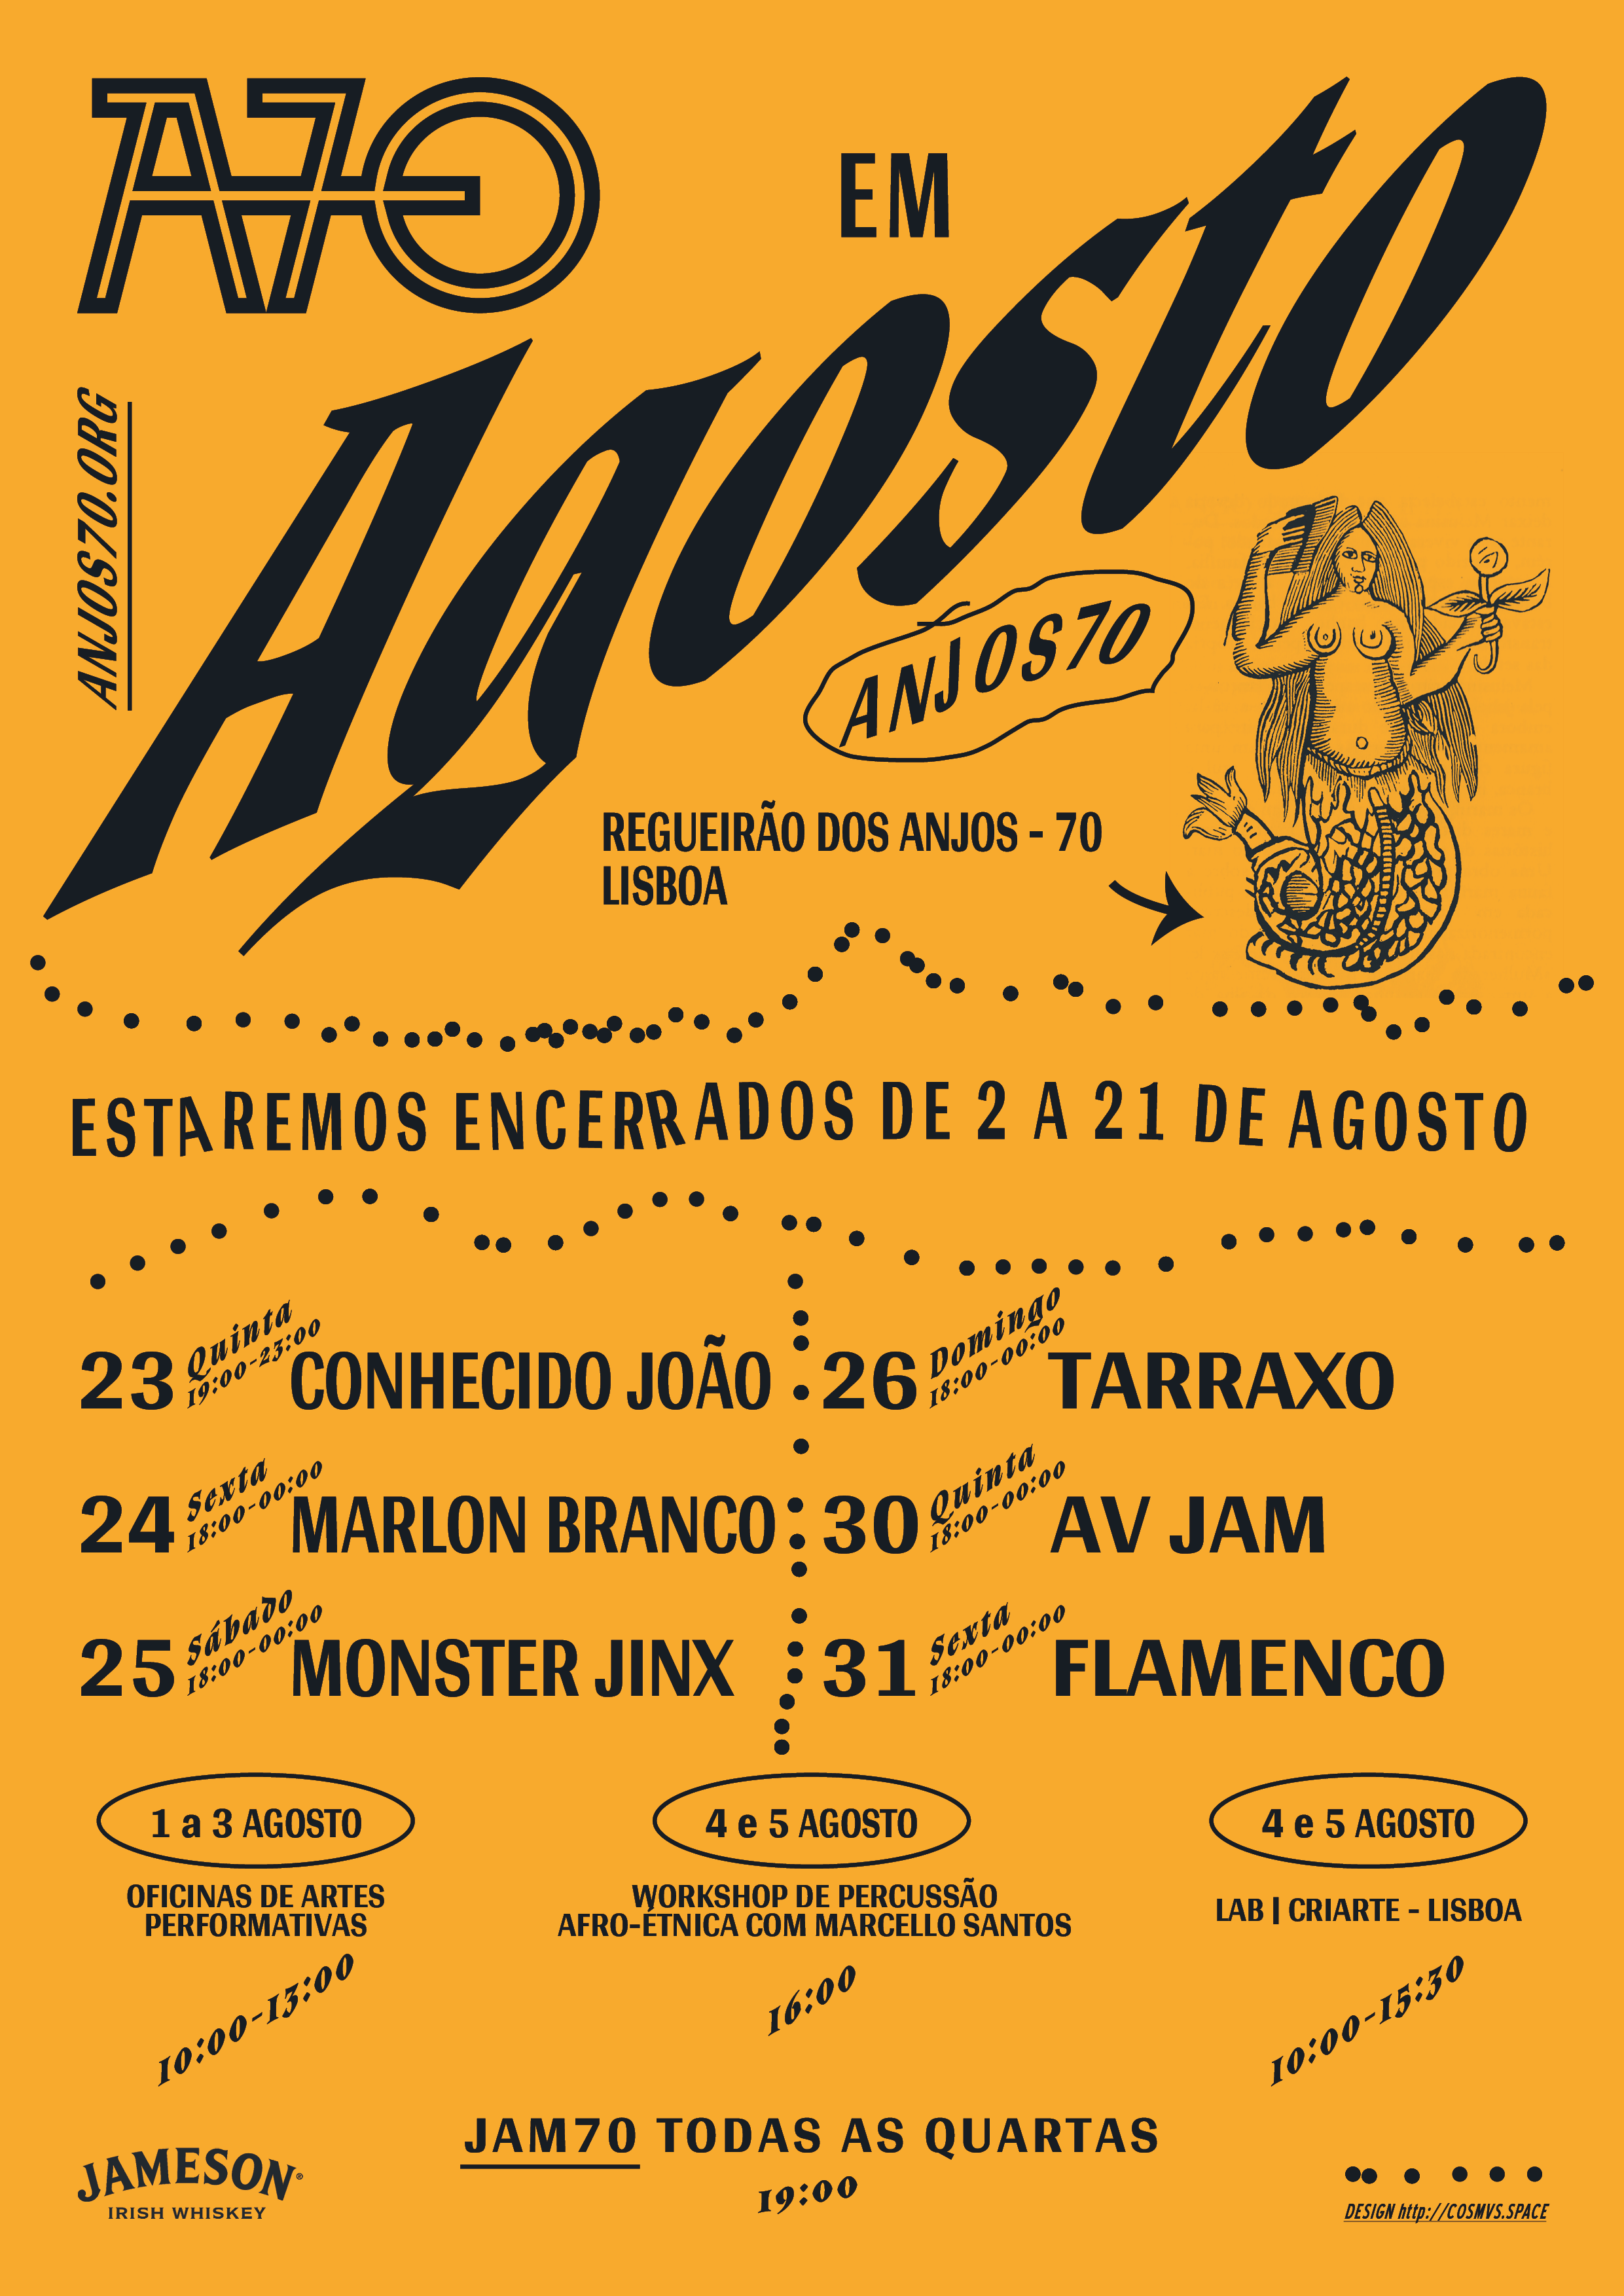 A70
EM
Agosto
ANJOS70.ORG
ANJOS70
REGUEIRÃO DOS ANJOS - 70
LISBOA
ESTAREMOS ENCERRADOS DE 2 A 21 DE AGOSTO
23 Quinta 19:00-23:00 CONHECIDO JOÃO
24 Sexta 18:00-00:00 MARLON BRANCO
25 Sábado 18:00-00:00 MONSTER JINX
26 Domingo 18:00-00:00 TARRAXO
30 Quinta 18:00-00:00 AV JAM
31 Sexta 18:00-00:00 FLAMENCO
1 a 3 AGOSTO
OFICINAS DE ARTES
PERFORMATIVAS
10:00-13:00
4 e 5 AGOSTO
WORKSHOP DE PERCUSSÃO
AFRO-ÉTNICA COM MARCELLO SANTOS
16:00
4 e 5 AGOSTO
LAB | CRIARTE - LISBOA
10:00-15:30
JAM70 TODAS AS QUARTAS
19:00
JAMESON®
IRISH WHISKEY
DESIGN http://COSMVS.SPACE